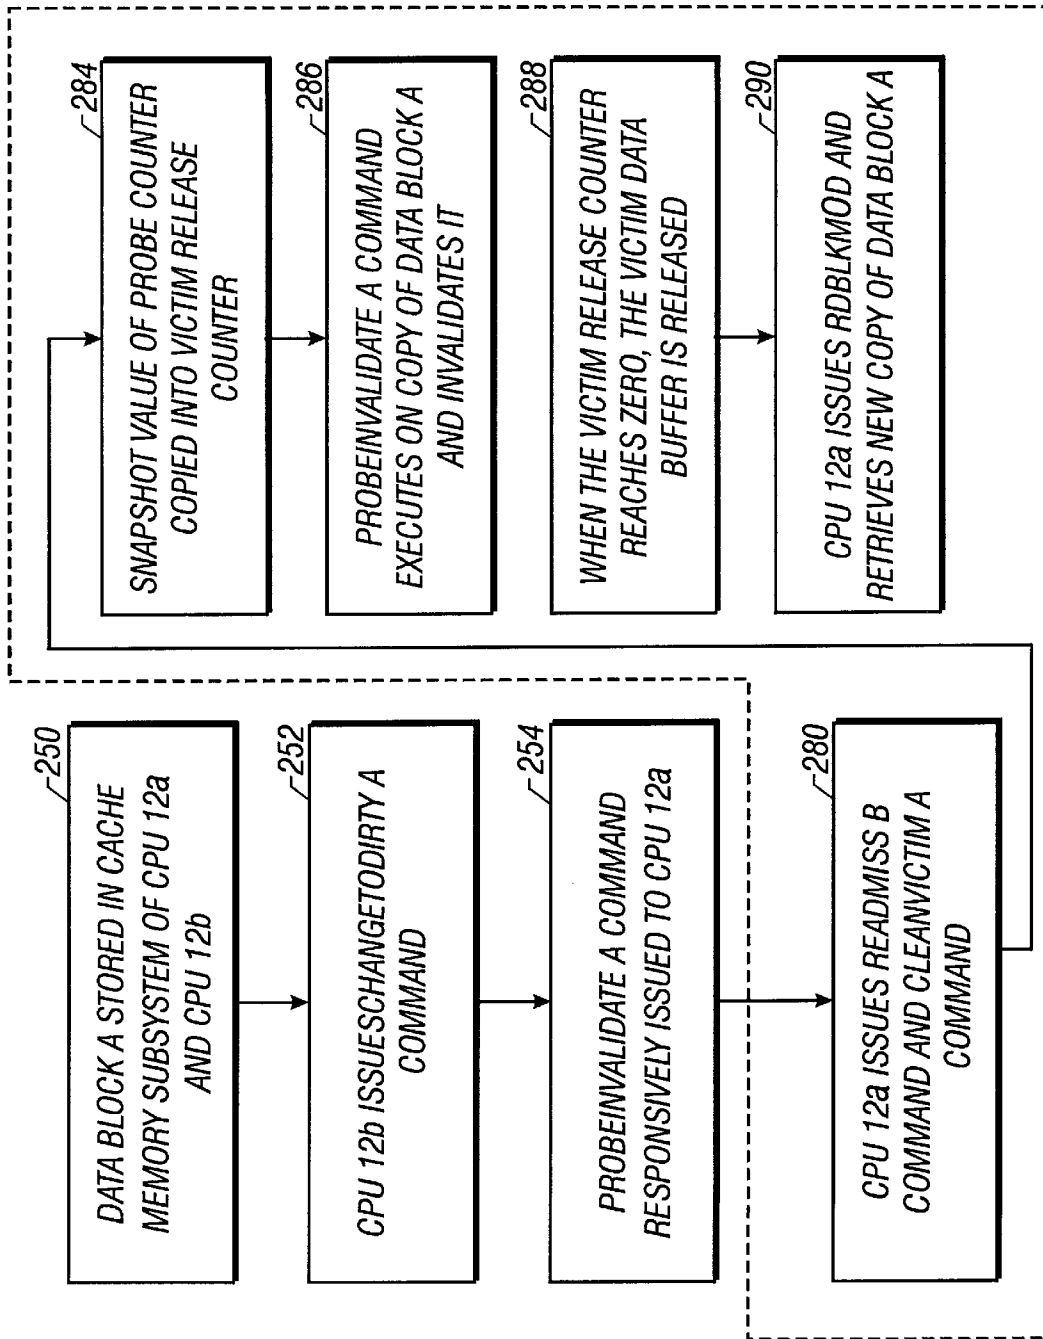 250
DATA BLOCK A STORED IN CACHE
MEMORY SUBSYSTEM OF CPU 12a
AND CPU 12b
252
CPU 12b ISSUESCHANGETODIRTY A
COMMAND
254
PROBEINVALIDATE A COMMAND
RESPONSIVELY ISSUED TO CPU 12a
280
CPU 12a ISSUES READMISS B
COMMAND AND CLEANVICTIM A
COMMAND
284
SNAPSHOT VALUE OF PROBE COUNTER
COPIED INTO VICTIM RELEASE
COUNTER
286
PROBEINVALIDATE A COMMAND
EXECUTES ON COPY OF DATA BLOCK A
AND INVALIDATES IT
288
WHEN THE VICTIM RELEASE COUNTER
REACHES ZERO, THE VICTIM DATA
BUFFER IS RELEASED
290
CPU 12a ISSUES RDBLKMOD AND
RETRIEVES NEW COPY OF DATA BLOCK A